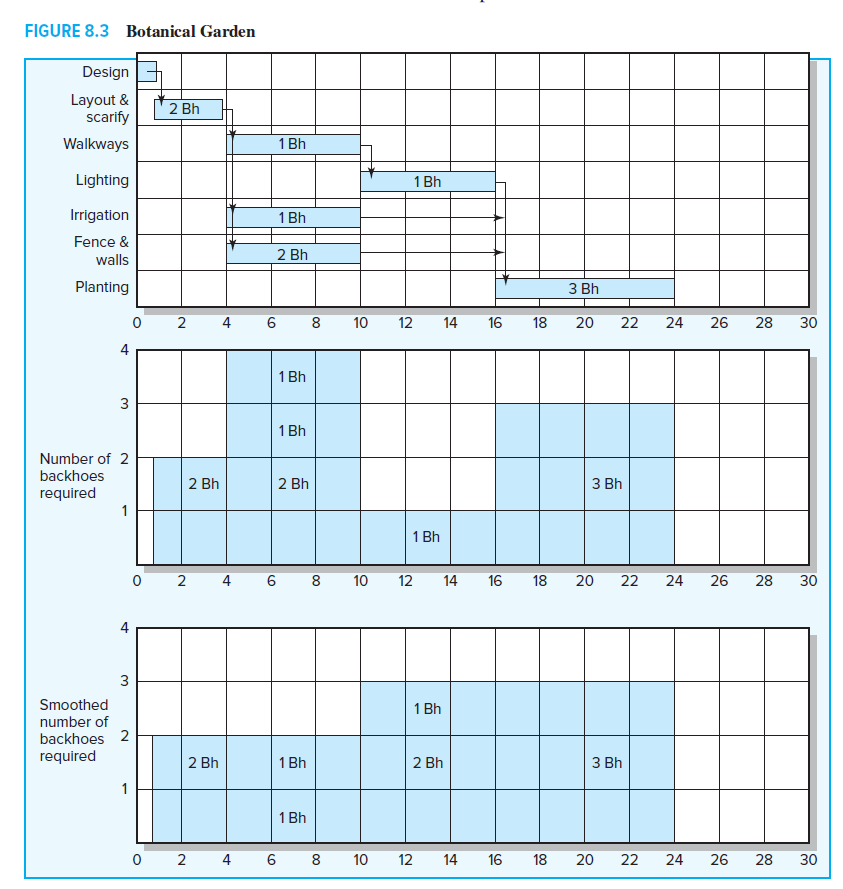 FIGURE 8.3 Botanical Garden
Design
Layout &
scarify
2 Bh
Walkways
1 Bh
Lighting
1 Bh
Irrigation
1 Bh
Fence &
walls
2 Bh
Planting
3 Bh
0 2 4 6 8 10 12 14 16 18 20 22 24 26 28 30
4
1 Bh
3
1 Bh
Number of
backhoes
required
2
2 Bh 2 Bh 3 Bh
1
1 Bh
0 2 4 6 8 10 12 14 16 18 20 22 24 26 28 30
4
3
1 Bh
Smoothed
number of
backhoes
required
2
2 Bh 1 Bh 2 Bh 3 Bh
1
1 Bh
0 2 4 6 8 10 12 14 16 18 20 22 24 26 28 30